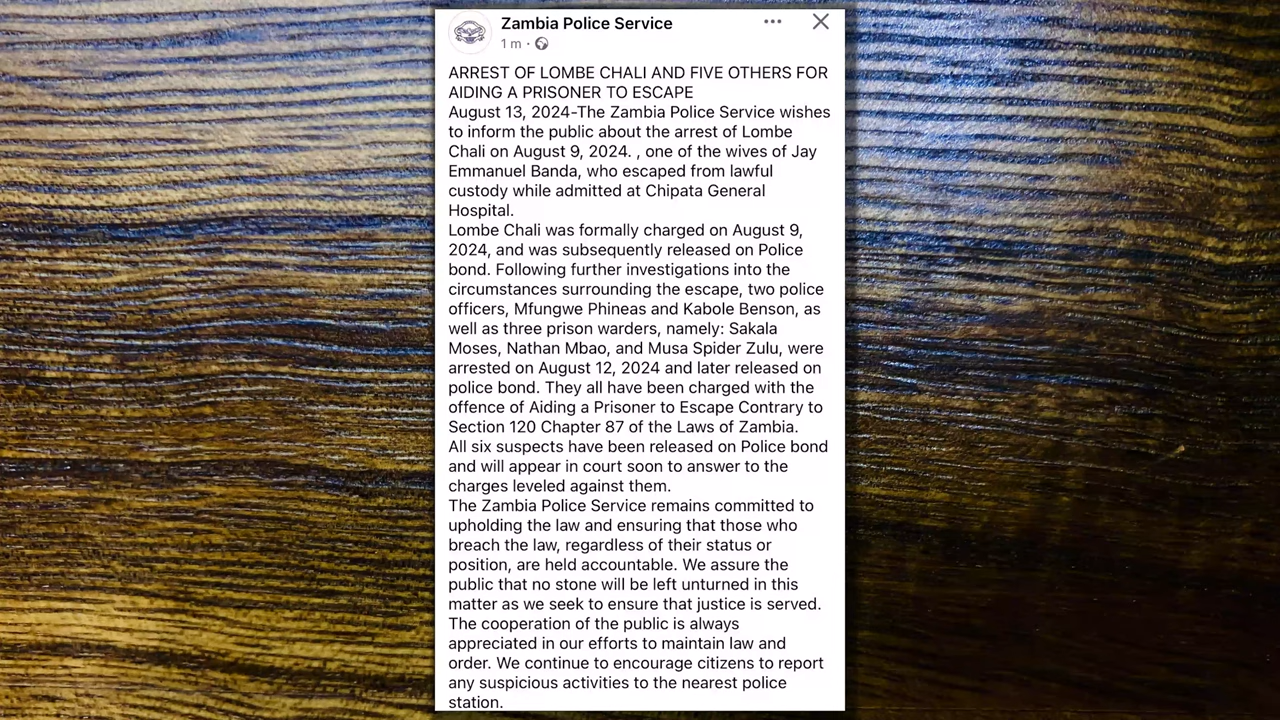 Zambia Police Service
1 m ·
ARREST OF LOMBE CHALI AND FIVE OTHERS FOR
AIDING A PRISONER TO ESCAPE
August 13, 2024-The Zambia Police Service wishes
to inform the public about the arrest of Lombe
Chali on August 9, 2024. , one of the wives of Jay
Emmanuel Banda, who escaped from lawful
custody while admitted at Chipata General
Hospital.
Lombe Chali was formally charged on August 9,
2024, and was subsequently released on Police
bond. Following further investigations into the
circumstances surrounding the escape, two police
officers, Mfungwe Phineas and Kabole Benson, as
well as three prison warders, namely: Sakala
Moses, Nathan Mbao, and Musa Spider Zulu, were
arrested on August 12, 2024 and later released on
police bond. They all have been charged with the
offence of Aiding a Prisoner to Escape Contrary to
Section 120 Chapter 87 of the Laws of Zambia.
All six suspects have been released on Police bond
and will appear in court soon to answer to the
charges leveled against them.
The Zambia Police Service remains committed to
upholding the law and ensuring that those who
breach the law, regardless of their status or
position, are held accountable. We assure the
public that no stone will be left unturned in this
matter as we seek to ensure that justice is served.
The cooperation of the public is always
appreciated in our efforts to maintain law and
order. We continue to encourage citizens to report
any suspicious activities to the nearest police
station.